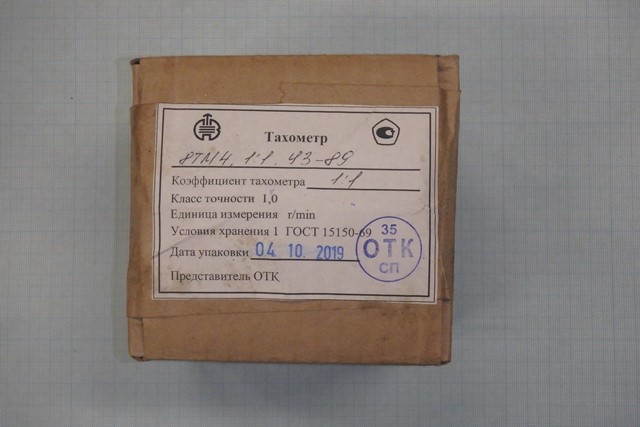 Тахометр
8ТМ4. 1:1. 43-89
Коэффициент тахометра 1:1
Класс точности 1,0
Единица измерения r/min
Условия хранения 1 ГОСТ 15150-69
Дата упаковки 04. 10. 2019
Представитель ОТК
35
ОТК
СП